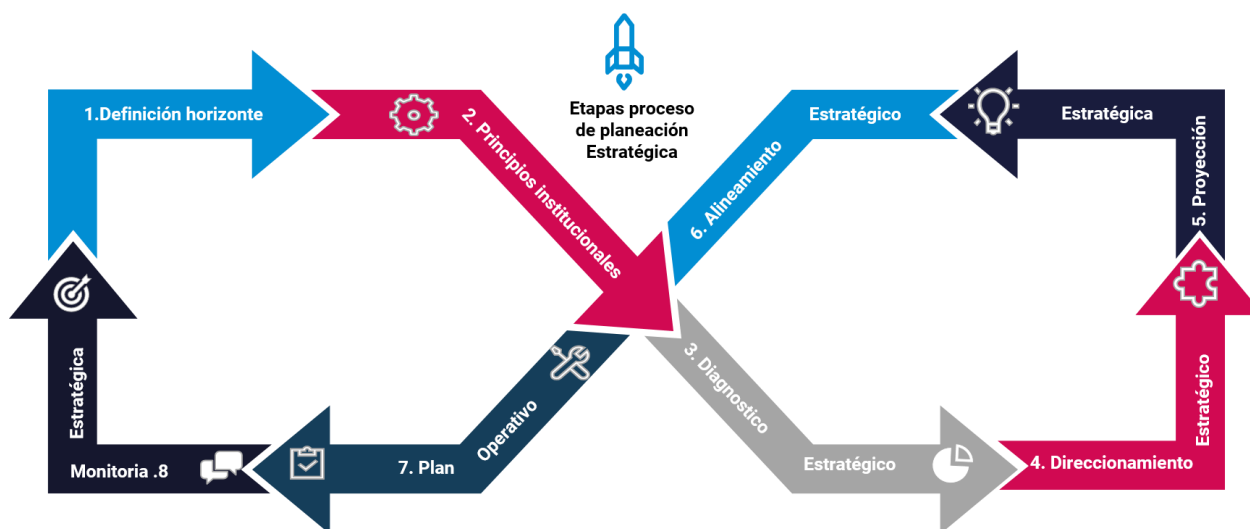 Etapas proceso
de planeación
Estratégica
1.Definición horizonte
2. Principios institucionales
3. Diagnostico
Estratégico
4. Direccionamiento
Estratégico
5. Proyección
Estratégica
6. Alineamiento
Estratégico
7. Plan
Operativo
Monitoria .8
Estratégica